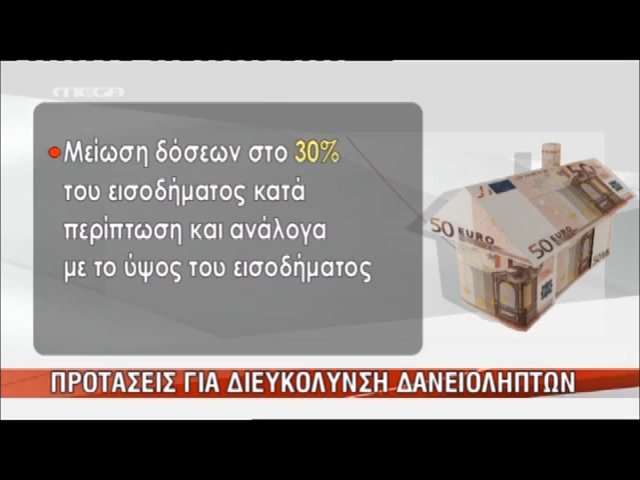 MEGA
Μείωση δόσεων στο 30%
του εισοδήματος κατά
περίπτωση και ανάλογα
με το ύψος του εισοδήματος
50 EURO
50 EURO
ΠΡΟΤΑΣΕΙΣ ΓΙΑ ΔΙΕΥΚΟΛΥΝΣΗ ΔΑΝΕΙΟΛΗΠΤΩΝ